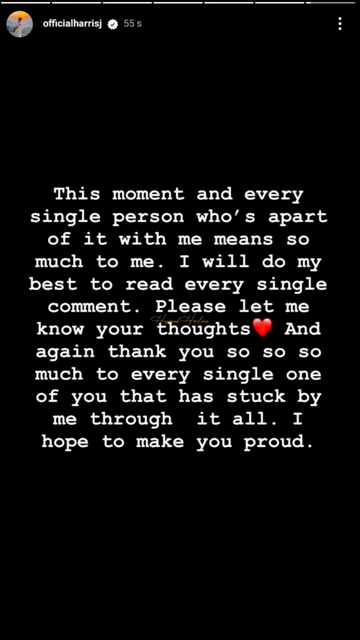 officialharrisj 55 s
This moment and every
single person who's apart
of it with me means so
much to me. I will do my
best to read every single
comment. Please let me
know your thoughts❤️ And
again thank you so so so
much to every single one
of you that has stuck by
me through  it all. I
hope to make you proud.